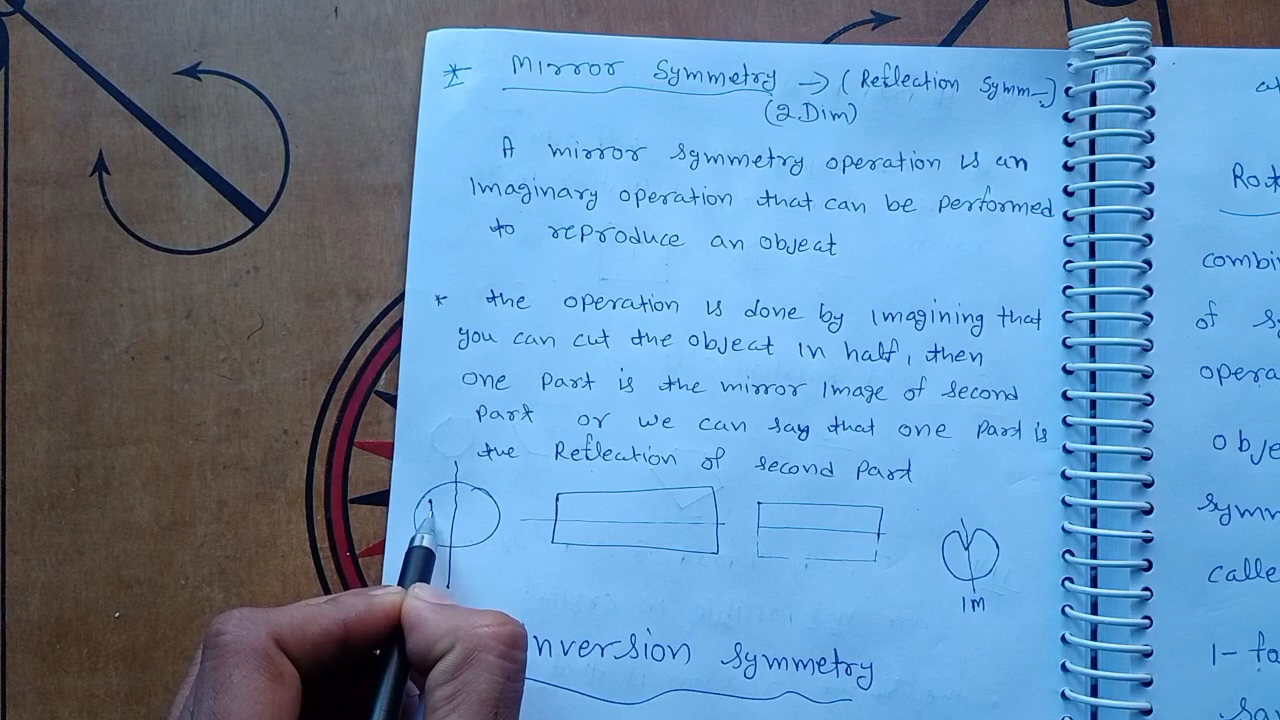 * Mirror Symmetry → (Reflection Symm-)
(2.Dim)
A mirror symmetry operation is an
imaginary operation that can be performed
to reproduce an object
* the operation is done by imagining that
you can cut the object in half, then
one part is the mirror image of second
part or we can say that one part is
the Reflection of second part
1m
nversion symmetry
Rot
combi
of s
opera
obje
symm
calle
1- fo